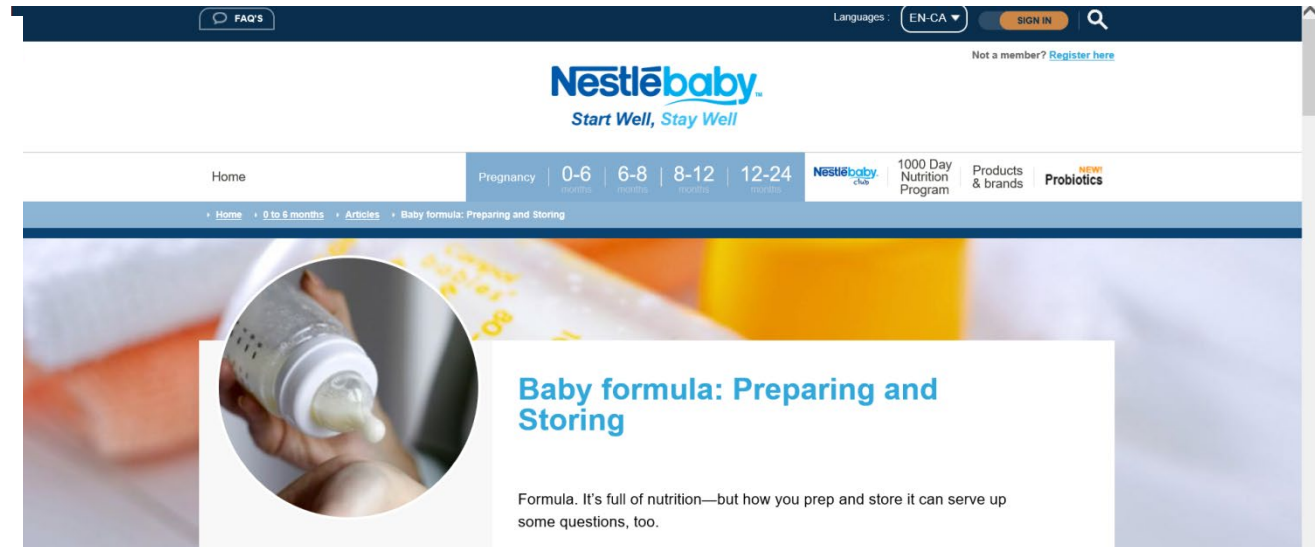 FAQ'S
Languages :
EN-CA ▼
SIGN IN
Not a member? Register here
Nestlébaby™
Start Well, Stay Well
Home
Pregnancy
0-6
months
6-8
months
8-12
months
12-24
months
Nestlébaby.
club
1000 Day
Nutrition
Program
Products
& brands
NEW!
Probiotics
Home
0 to 6 months
Articles
Baby formula: Preparing and Storing
babies
80
Baby formula: Preparing and
Storing
Formula. It's full of nutrition—but how you prep and store it can serve up
some questions, too.